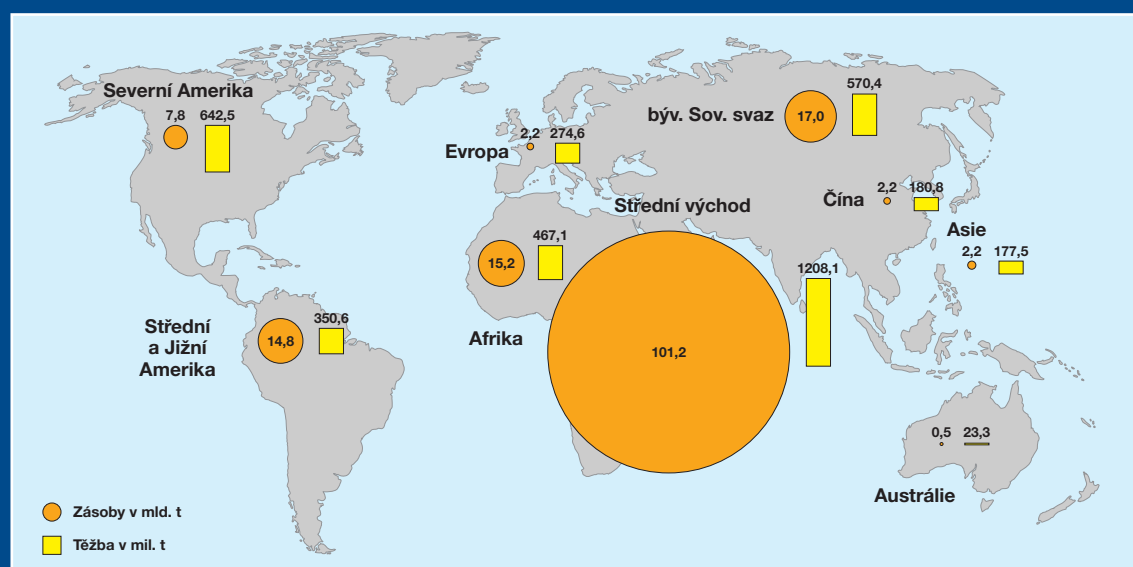 Severní Amerika
7,8 642,5
Evropa
2,2 274,6
býv. Sov. svaz
17,0
570,4
Čína
2,2 180,8
Asie
2,2 177,5
Střední východ
101,2
1208,1
Afrika
15,2
467,1
Střední
a Jižní
Amerika
14,8
350,6
0,5 23,3
Austrálie
Zásoby v mld. t
Těžba v mil. t